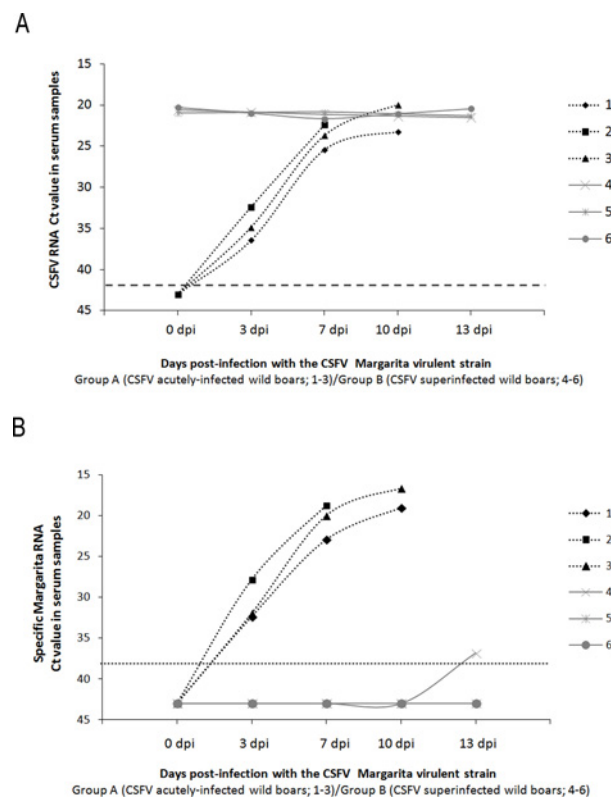 A
CSFV RNA Ct value in serum samples
15
20
25
30
35
40
45
0 dpi 3 dpi 7 dpi 10 dpi 13 dpi
1
2
3
4
5
6
Days post-infection with the CSFV Margarita virulent strain
Group A (CSFV acutely-infected wild boars; 1-3)/Group B (CSFV superinfected wild boars; 4-6)
B
Specific Margarita RNA
Ct value in serum samples
15
20
25
30
35
40
45
0 dpi 3 dpi 7 dpi 10 dpi 13 dpi
1
2
3
4
5
6
Days post-infection with the CSFV Margarita virulent strain
Group A (CSFV acutely-infected wild boars; 1-3)/Group B (CSFV superinfected wild boars; 4-6)